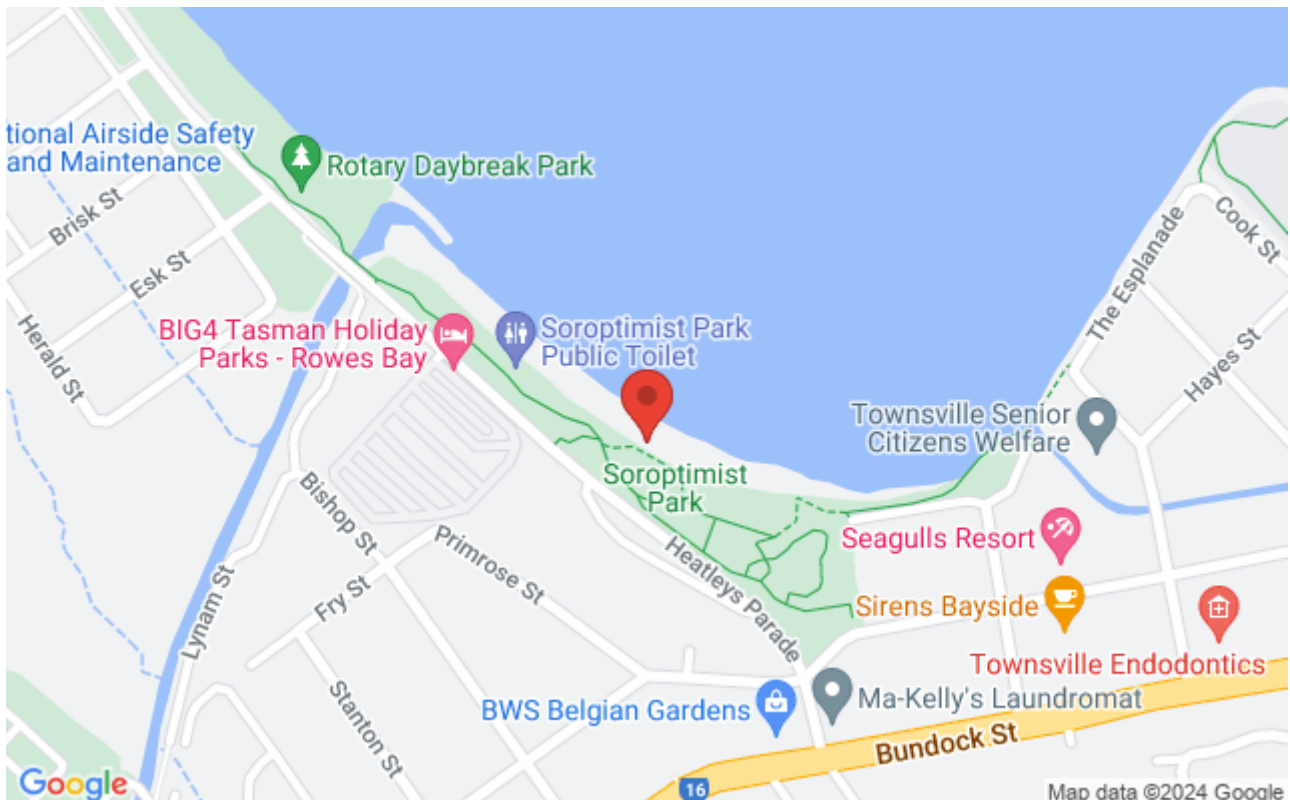 tional Airside Safety
and Maintenance
Rotary Daybreak Park
Brisk St
Esk St
Herald St
BIG4 Tasman Holiday
Parks - Rowes Bay
Soroptimist Park
Public Toilet
Soroptimist
Park
The Esplanade
Cook St
Hayes St
Townsville Senior
Citizens Welfare
Bishop St
Primrose St
Fry St
Lynam St
Stanton St
Heatleys Parade
Seagulls Resort
Sirens Bayside
Townsville Endodontics
BWS Belgian Gardens
Ma-Kelly's Laundromat
Bundock St
16
Google
Map data ©2024 Google